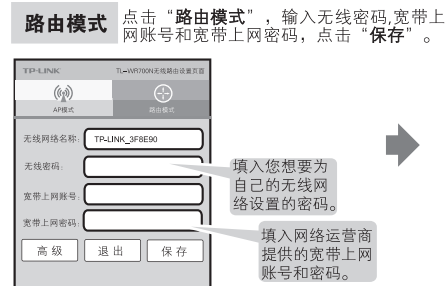 路由模式
点击“路由模式”，输入无线密码,宽带上
网账号和宽带上网密码，点击“保存”。
TP-LINK TL-WR700N无线路由设置页面
AP模式 路由模式
无线网络名称: TP-LINK_3F8E90
无线密码:
宽带上网账号:
宽带上网密码:
高 级 退 出 保 存
填入您想要为
自己的无线网
络设置的密码。
填入网络运营商
提供的宽带上网
账号和密码。